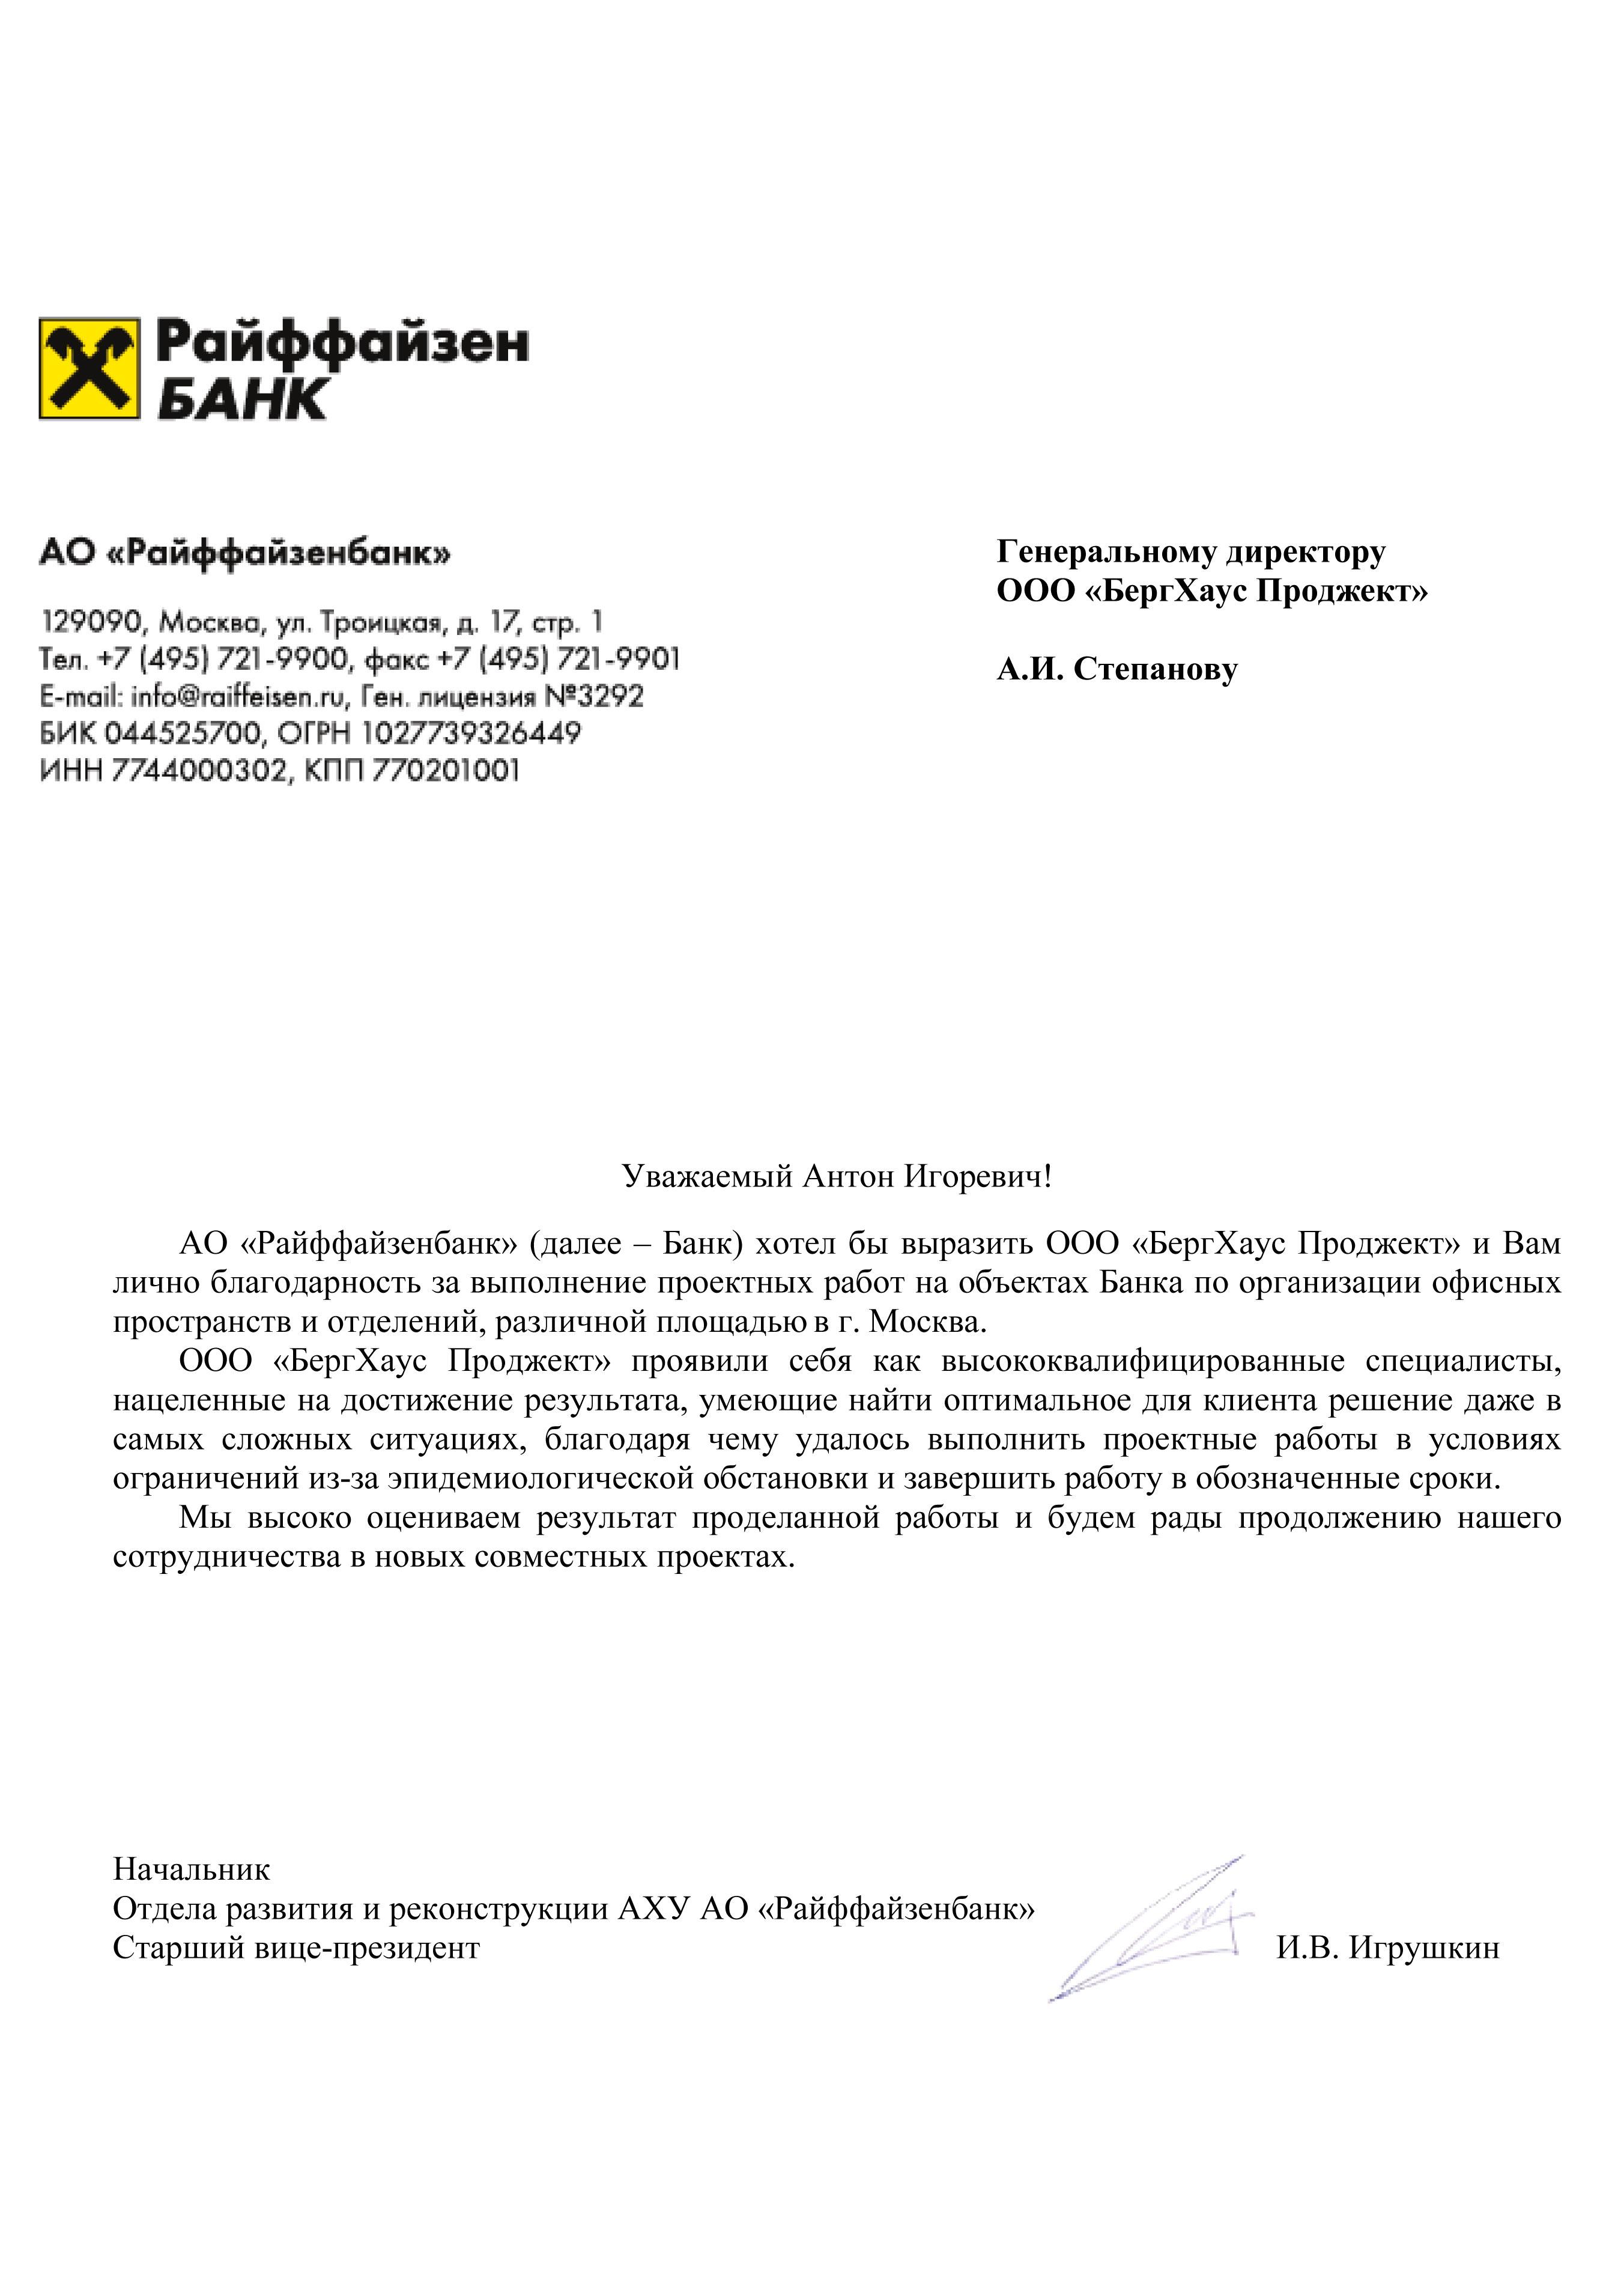 Райффайзен
БАНК
АО «Райффайзенбанк»
129090, Москва, ул. Троицкая, д. 17, стр. 1
Тел. +7 (495) 721-9900, факс +7 (495) 721-9901
E-mail: info@raiffeisen.ru, Ген. лицензия №3292
БИК 044525700, ОГРН 1027739326449
ИНН 7744000302, КПП 770201001
Генеральному директору
ООО «БергХаус Проджект»
А.И. Степанову
Уважаемый Антон Игоревич!
АО «Райффайзенбанк» (далее – Банк) хотел бы выразить ООО «БергХаус Проджект» и Вам
лично благодарность за выполнение проектных работ на объектах Банка по организации офисных
пространств и отделений, различной площадью в г. Москва.
ООО «БергХаус Проджект» проявили себя как высококвалифицированные специалисты,
нацеленные на достижение результата, умеющие найти оптимальное для клиента решение даже в
самых сложных ситуациях, благодаря чему удалось выполнить проектные работы в условиях
ограничений из-за эпидемиологической обстановки и завершить работу в обозначенные сроки.
Мы высоко оцениваем результат проделанной работы и будем рады продолжению нашего
сотрудничества в новых совместных проектах.
Начальник
Отдела развития и реконструкции АХУ АО «Райффайзенбанк»
Старший вице-президент
И.В. Игрушкин